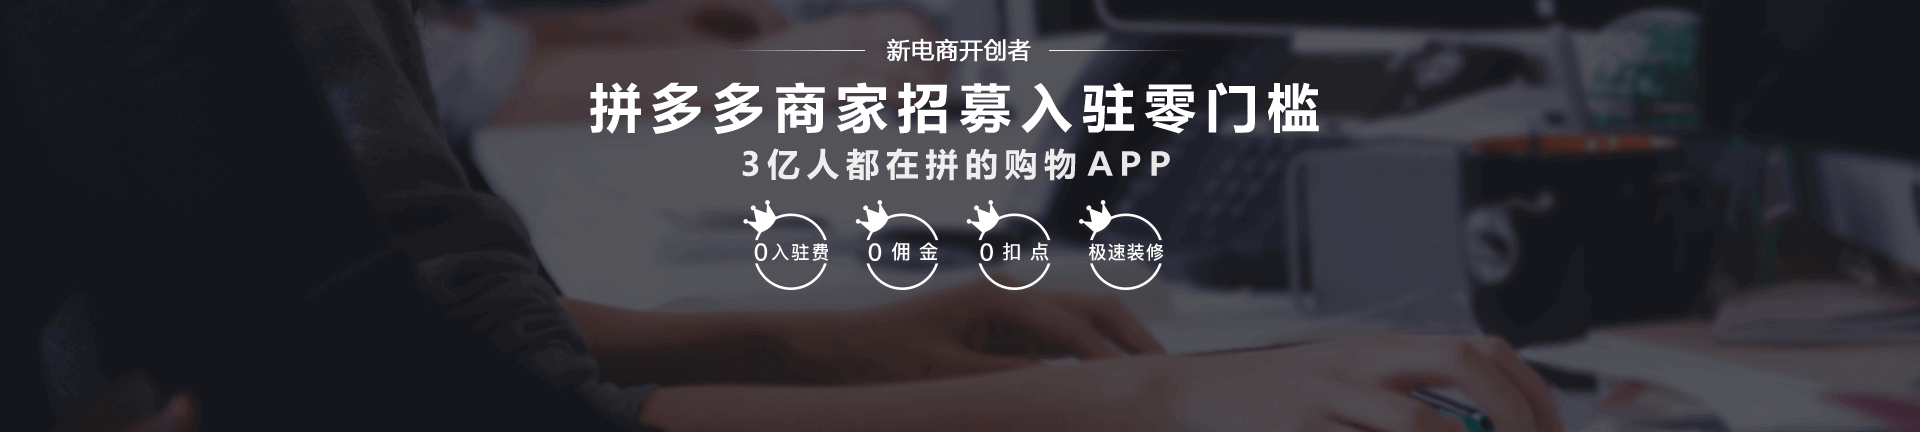 新电商开创者
拼多多商家招募入驻零门槛
3亿人都在拼的购物APP
0入驻费
0佣金
0扣点
极速装修